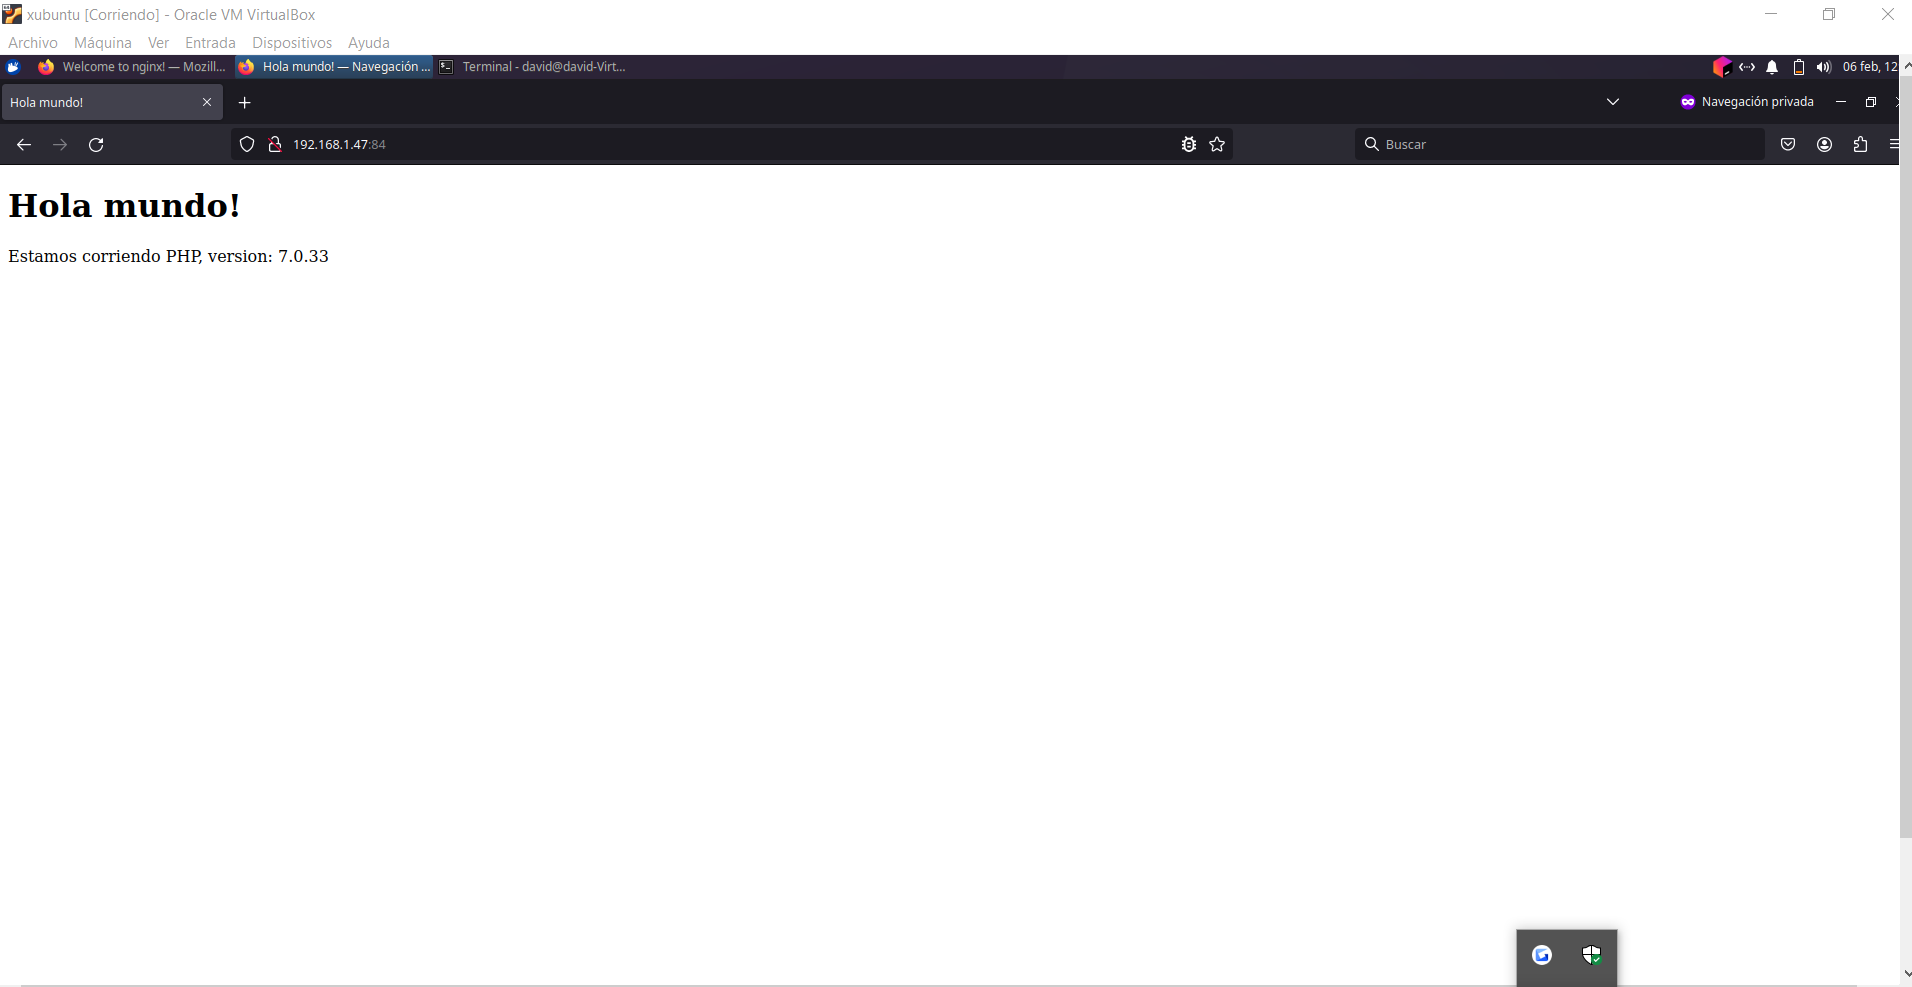 xubuntu [Corriendo] - Oracle VM VirtualBox
Archivo Máquina Ver Entrada Dispositivos Ayuda
Welcome to nginx! — Mozill... Hola mundo! — Navegación ... Terminal - david@david-Virt... 06 feb, 12
Hola mundo! Navegación privada
192.168.1.47:84 Buscar
Hola mundo!
Estamos corriendo PHP, version: 7.0.33